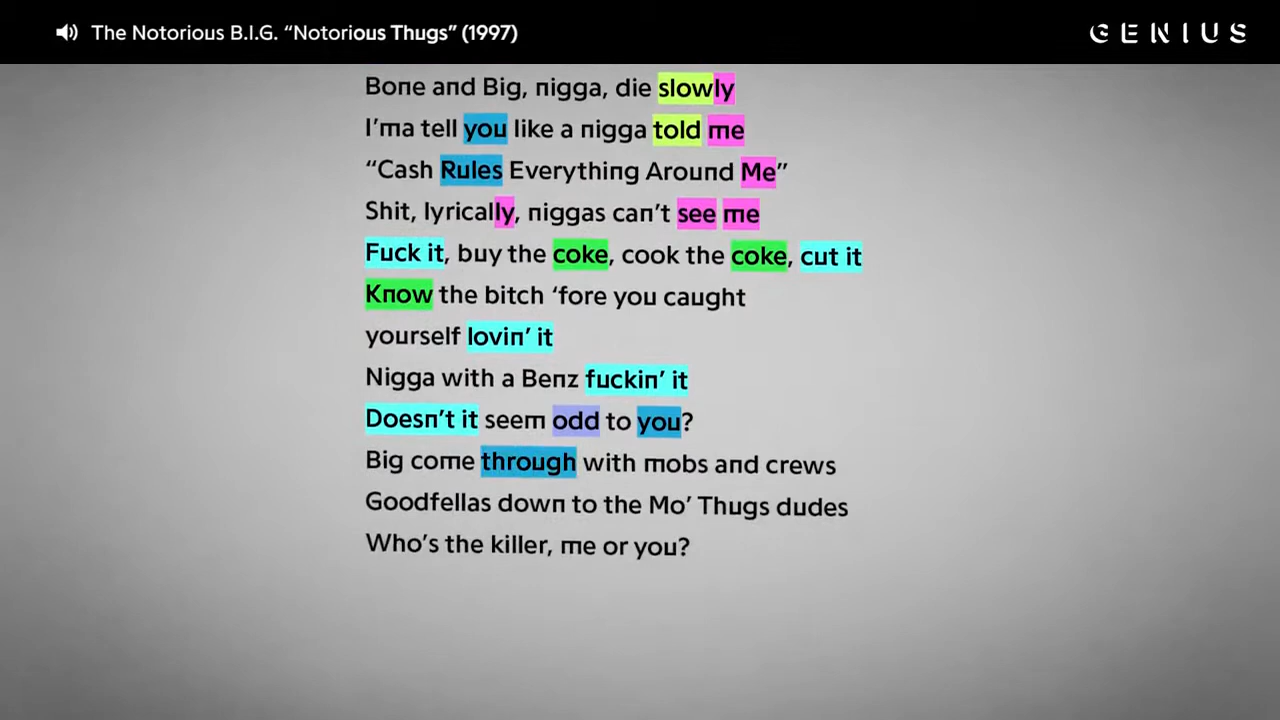 The Notorious B.I.G. “Notorious Thugs” (1997)
GENIUS
Bone and Big, nigga, die slowly
I’ma tell you like a nigga told me
“Cash Rules Everything Around Me”
Shit, lyrically, niggas can’t see me
Fuck it, buy the coke, cook the coke, cut it
Know the bitch ‘fore you caught
yourself lovin’ it
Nigga with a Benz fuckin’ it
Doesn’t it seem odd to you?
Big come through with mobs and crews
Goodfellas down to the Mo’ Thugs dudes
Who’s the killer, me or you?